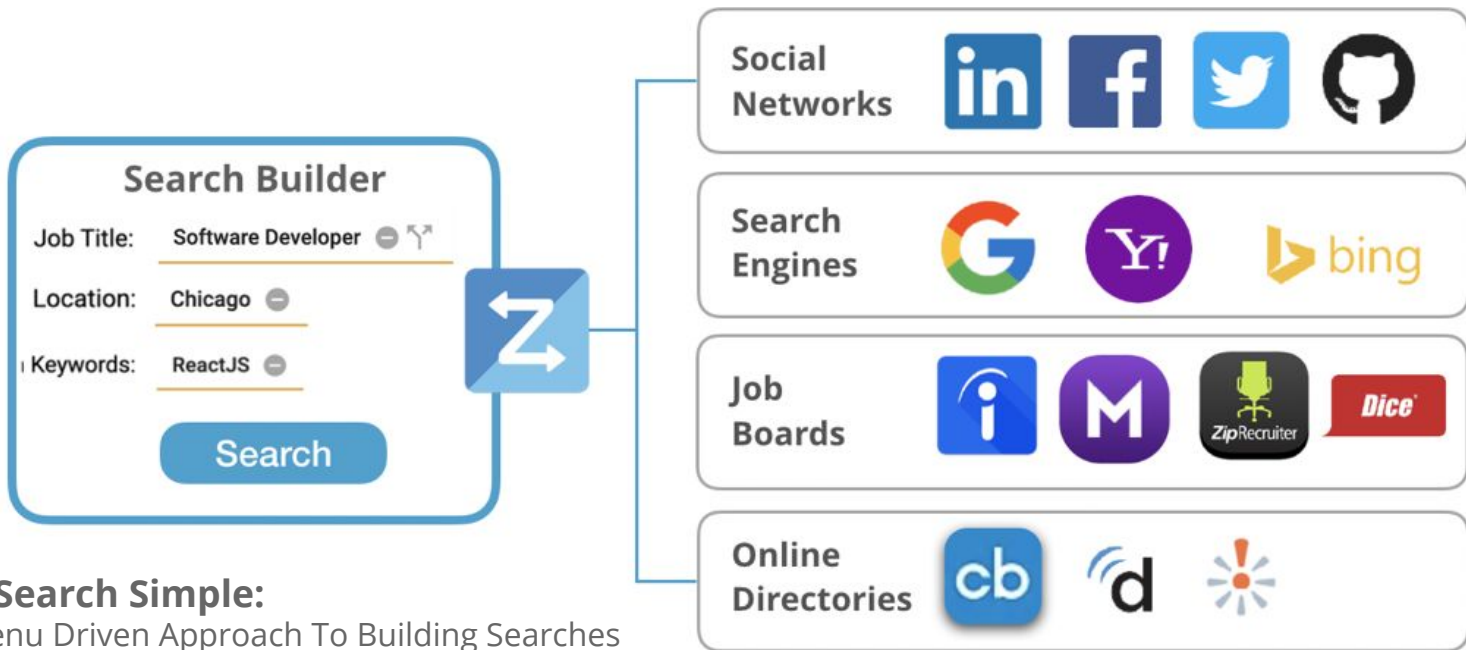 Search Builder
Job Title: Software Developer
Location: Chicago
Keywords: ReactJS
Search
Z
Social
Networks
in f
Search
Engines
G Y! bing
Job
Boards
i M ZipRecruiter Dice
Online
Directories
cb d
Search Simple:
enu Driven Approach To Building Searches